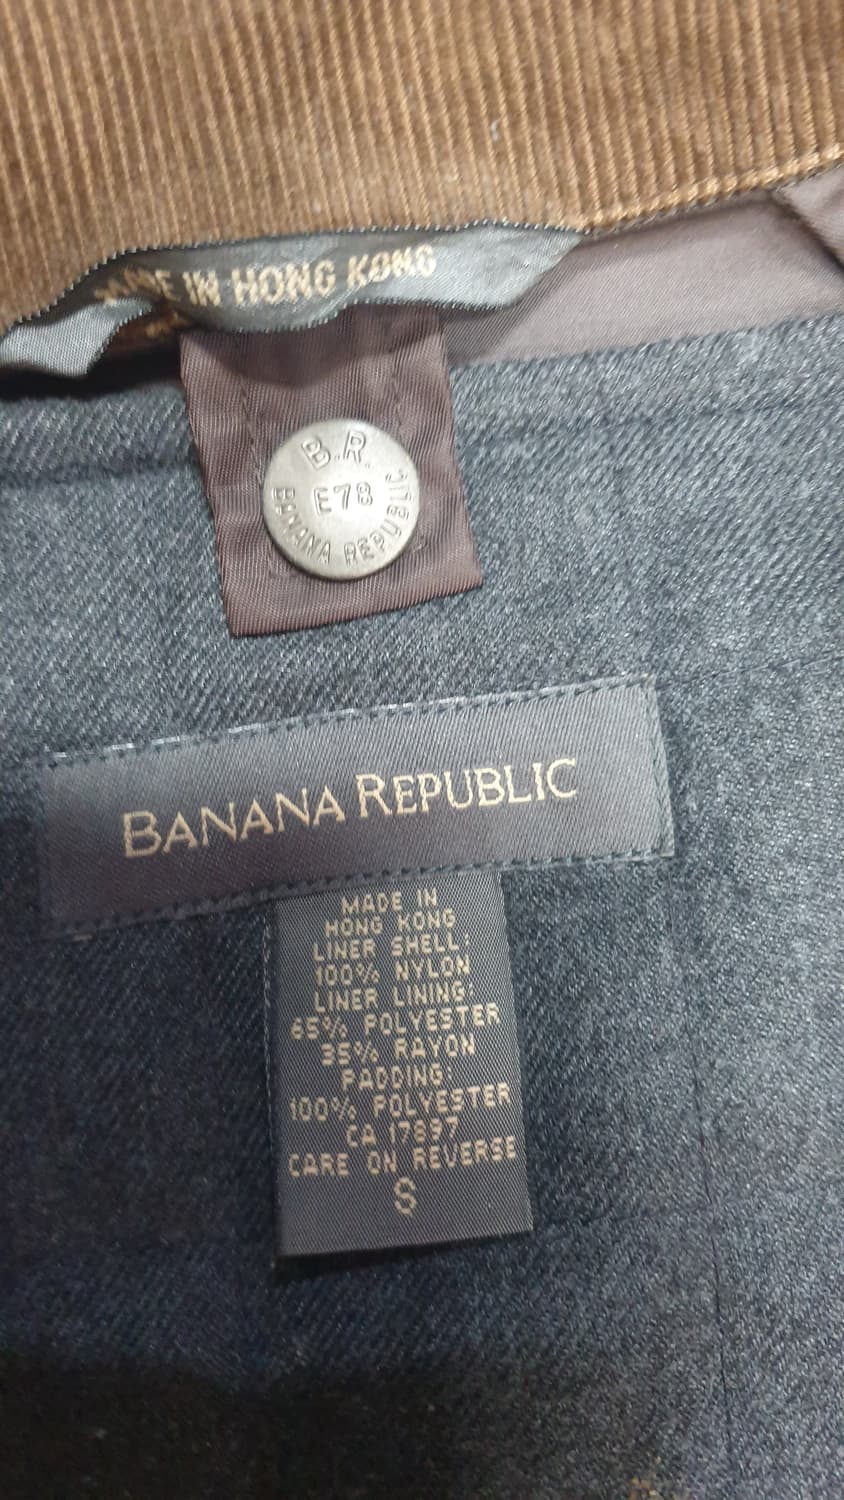 MADE IN HONG KONG
B.R.
E78
BANANA REPUBLIC
BANANA REPUBLIC
MADE IN
HONG KONG
LINER SHELL:
100% NYLON
LINER LINING:
65% POLYESTER
35% RAYON
PADDING:
100% POLYESTER
CA 17897
CARE ON REVERSE
S